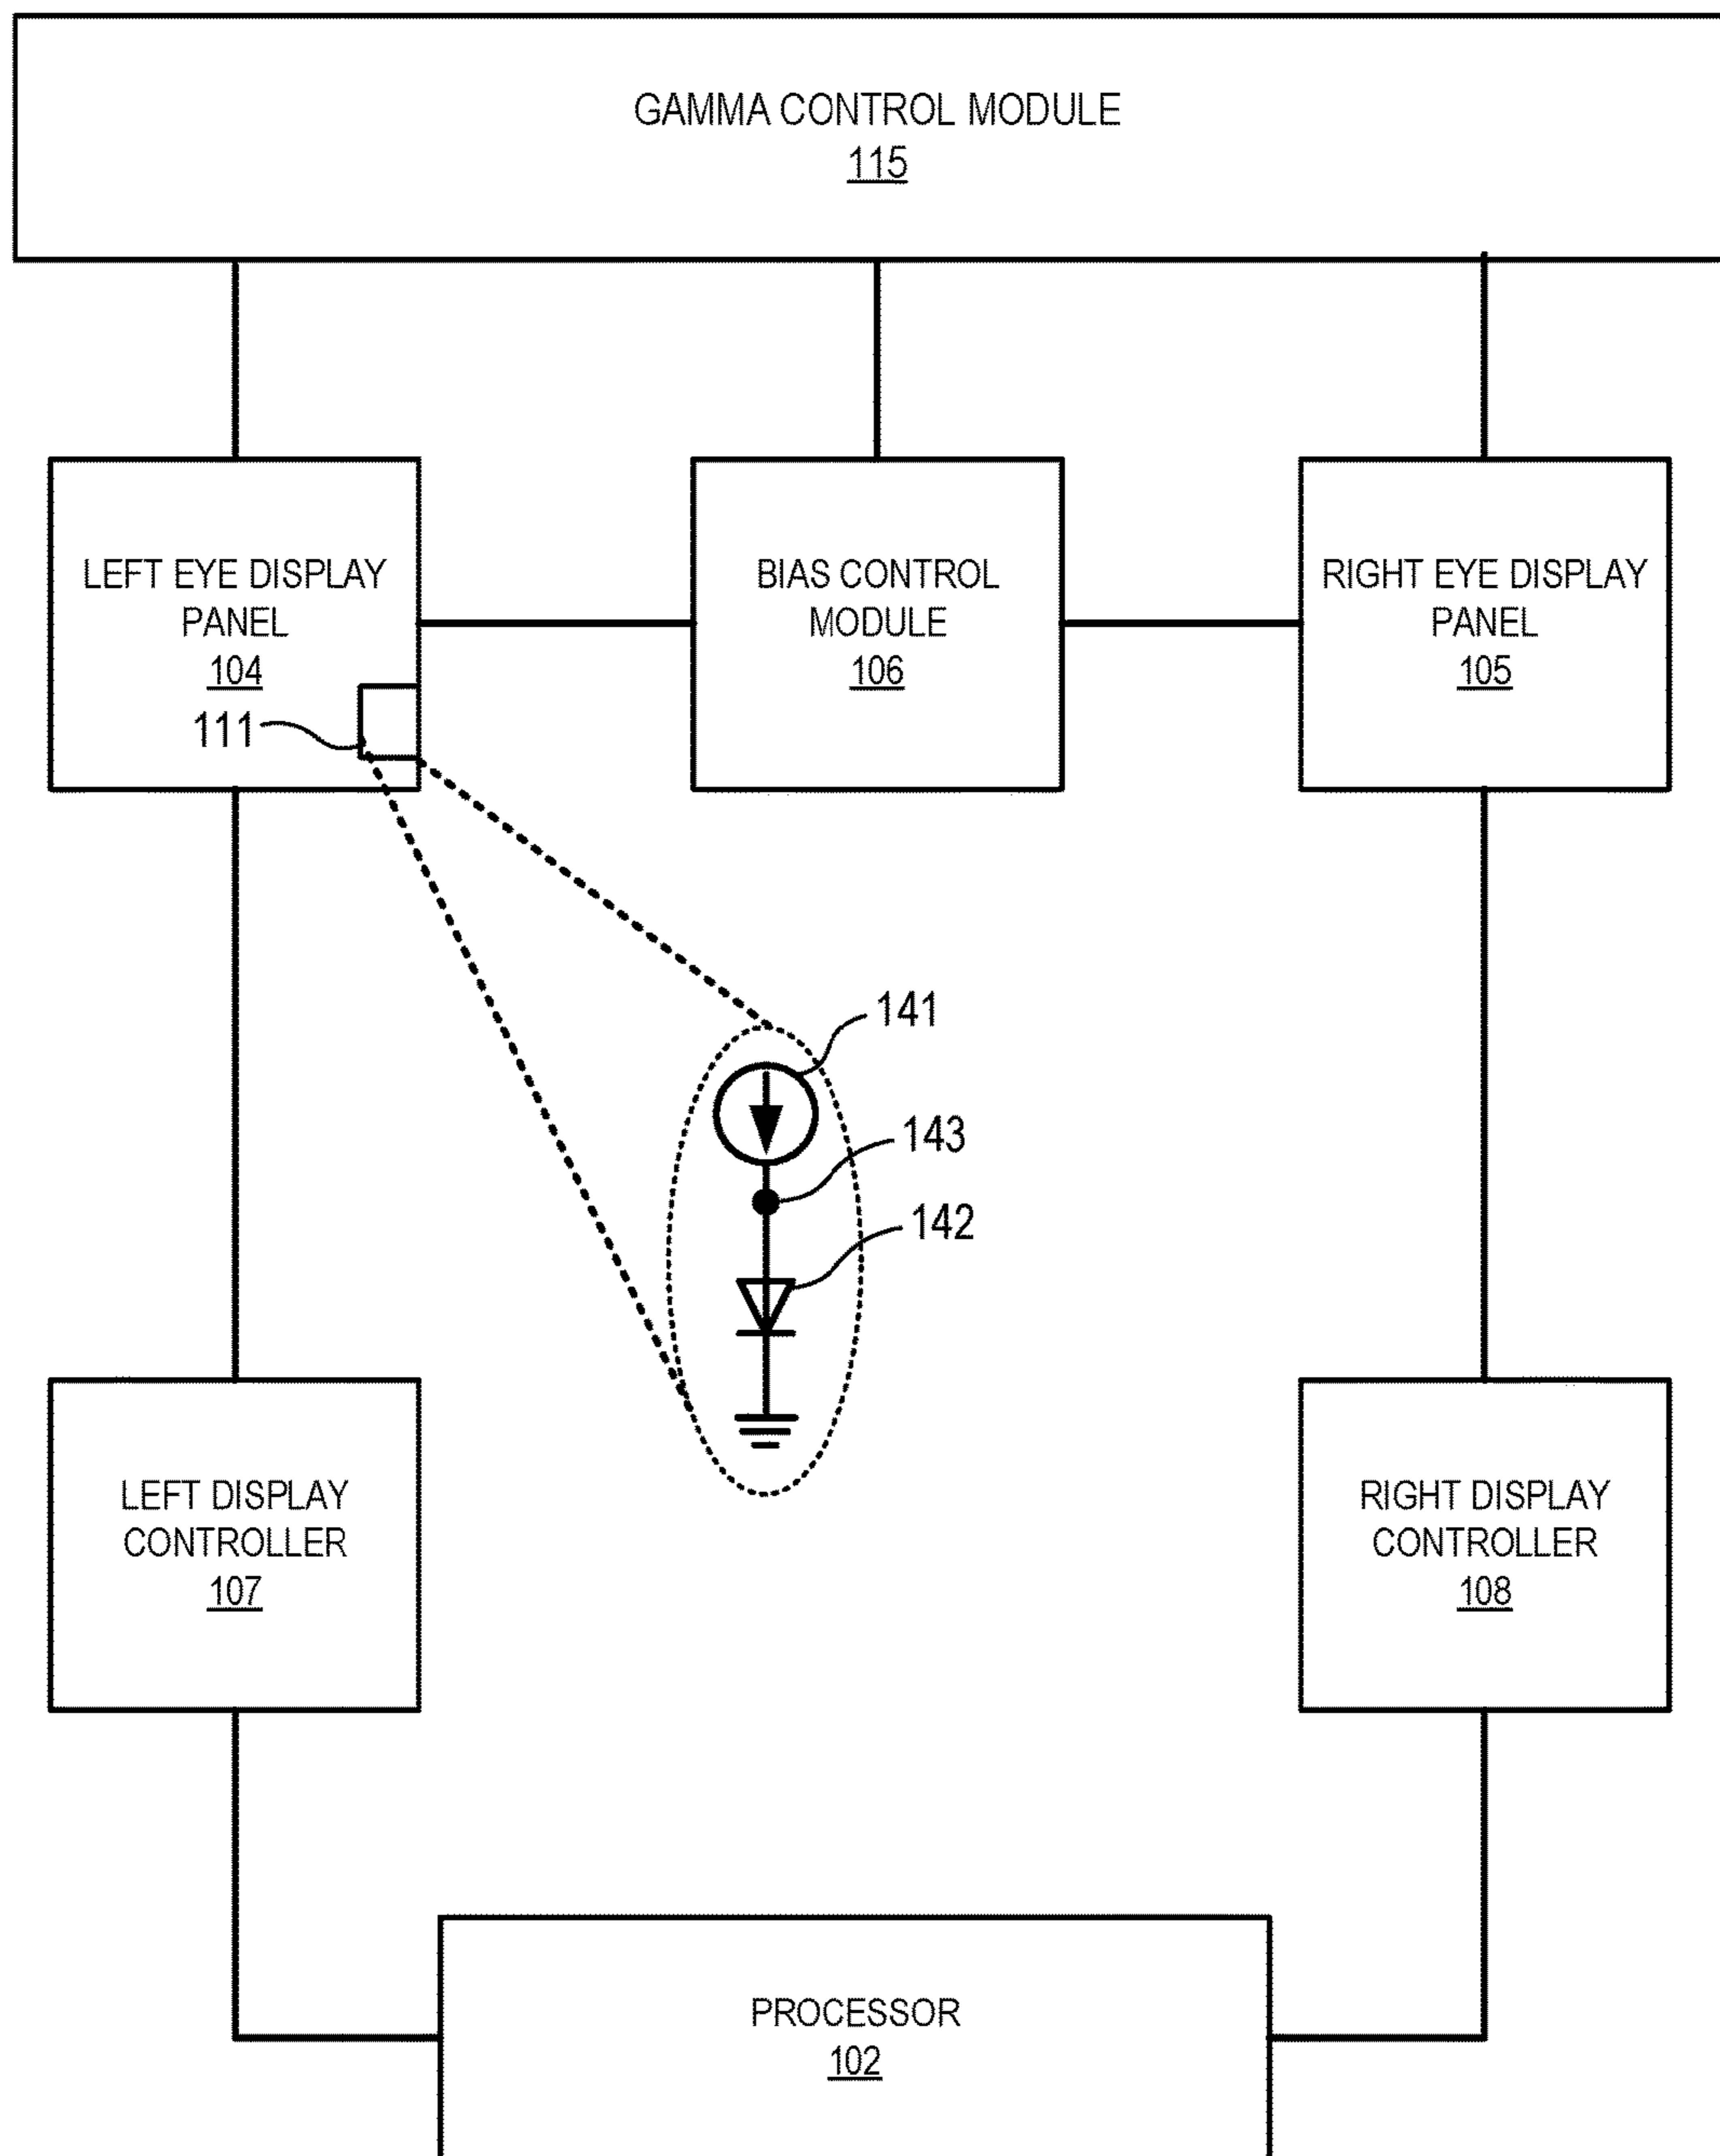 GAMMA CONTROL MODULE
115
LEFT EYE DISPLAY
PANEL
104
111
BIAS CONTROL
MODULE
106
RIGHT EYE DISPLAY
PANEL
105
141
143
142
LEFT DISPLAY
CONTROLLER
107
RIGHT DISPLAY
CONTROLLER
108
PROCESSOR
102